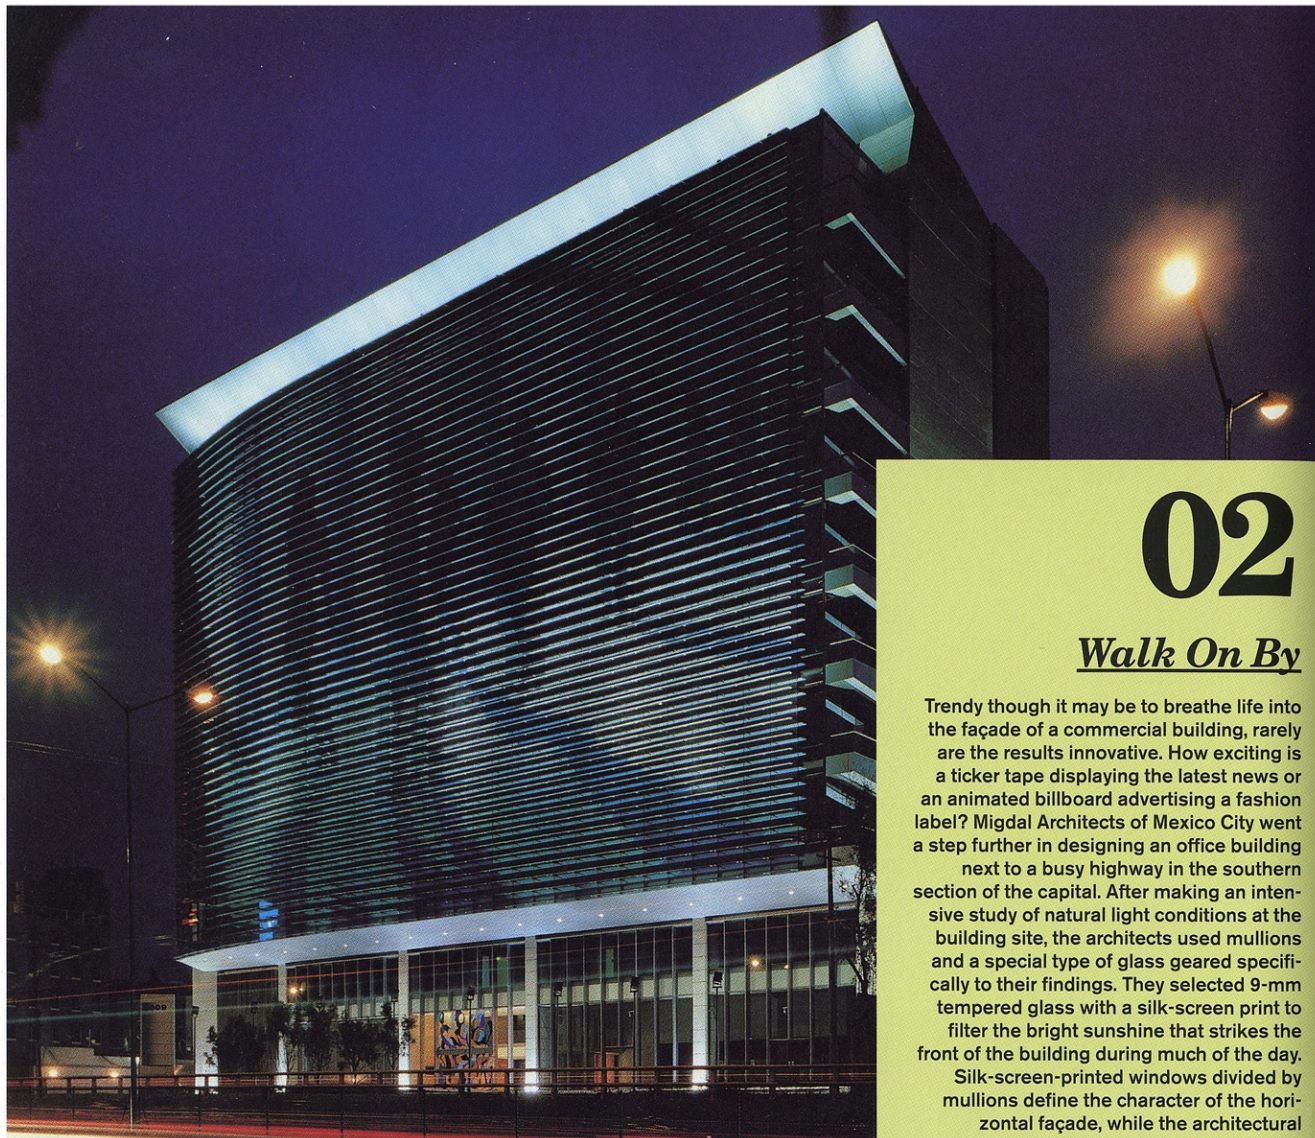 02
Walk On By
Trendy though it may be to breathe life into
the façade of a commercial building, rarely
are the results innovative. How exciting is
a ticker tape displaying the latest news or
an animated billboard advertising a fashion
label? Migdal Architects of Mexico City went
a step further in designing an office building
next to a busy highway in the southern
section of the capital. After making an inten-
sive study of natural light conditions at the
building site, the architects used mullions
and a special type of glass geared specifi-
cally to their findings. They selected 9-mm
tempered glass with a silk-screen print to
filter the bright sunshine that strikes the
front of the building during much of the day.
Silk-screen-printed windows divided by
mullions define the character of the hori-
zontal façade, while the architectural